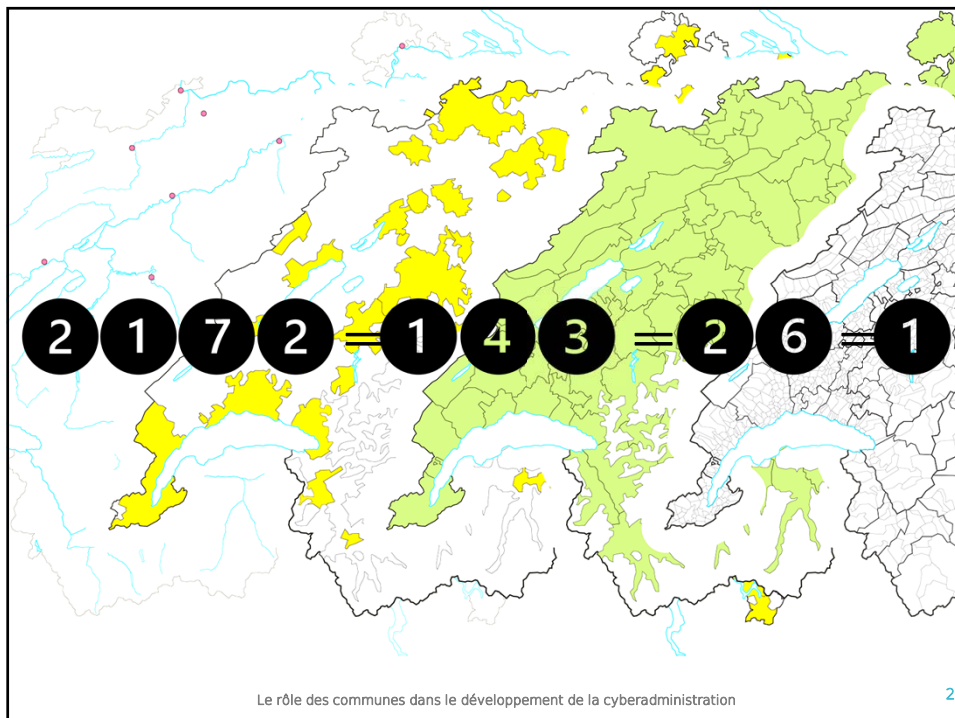 2172=143=26=1
Le rôle des communes dans le développement de la cyberadministration
2